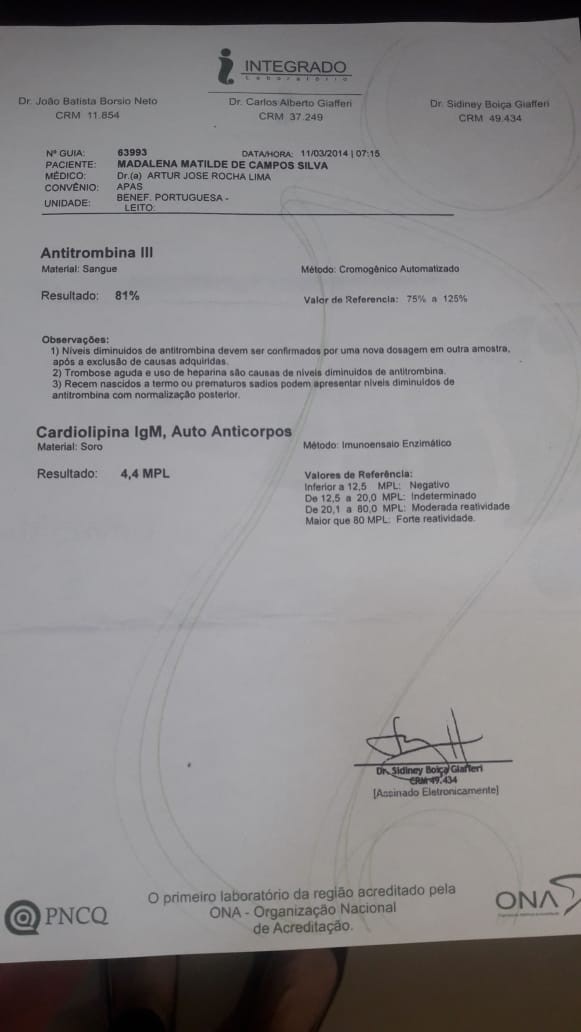 INTEGRADO
Laboratório
Dr. João Batista Borsio Neto
CRM 11.854
Dr. Carlos Alberto Giafferi
CRM 37.249
Dr. Sidiney Boiça Giafferi
CRM 49.434
Nº GUIA: 63993 DATA/HORA: 11/03/2014 | 07:15
PACIENTE: MADALENA MATILDE DE CAMPOS SILVA
MÉDICO: Dr.(a) ARTUR JOSE ROCHA LIMA
CONVÊNIO: APAS
UNIDADE: BENEF. PORTUGUESA -
LEITO:
Antitrombina III
Material: Sangue Método: Cromogênico Automatizado
Resultado: 81% Valor de Referencia: 75% a 125%
Observações:
1) Níveis diminuidos de antitrombina devem ser confirmados por uma nova dosagem em outra amostra,
após a exclusão de causas adquiridas.
2) Trombose aguda e uso de heparina são causas de níveis diminuidos de antitrombina.
3) Recem nascidos a termo ou prematuros sadios podem apresentar níveis diminuidos de
antitrombina com normalização posterior.
Cardiolipina IgM, Auto Anticorpos
Material: Soro Método: Imunoensaio Enzimático
Resultado: 4,4 MPL Valores de Referência:
Inferior a 12,5 MPL: Negativo
De 12,5 a 20,0 MPL: Indeterminado
De 20,1 a 80,0 MPL: Moderada reatividade
Maior que 80 MPL: Forte reatividade.
Dr. Sidiney Boiça Giafferi
CRM 49.434
[Assinado Eletronicamente]
PNCQ
O primeiro laboratório da região acreditado pela
ONA - Organização Nacional
de Acreditação.
ONA